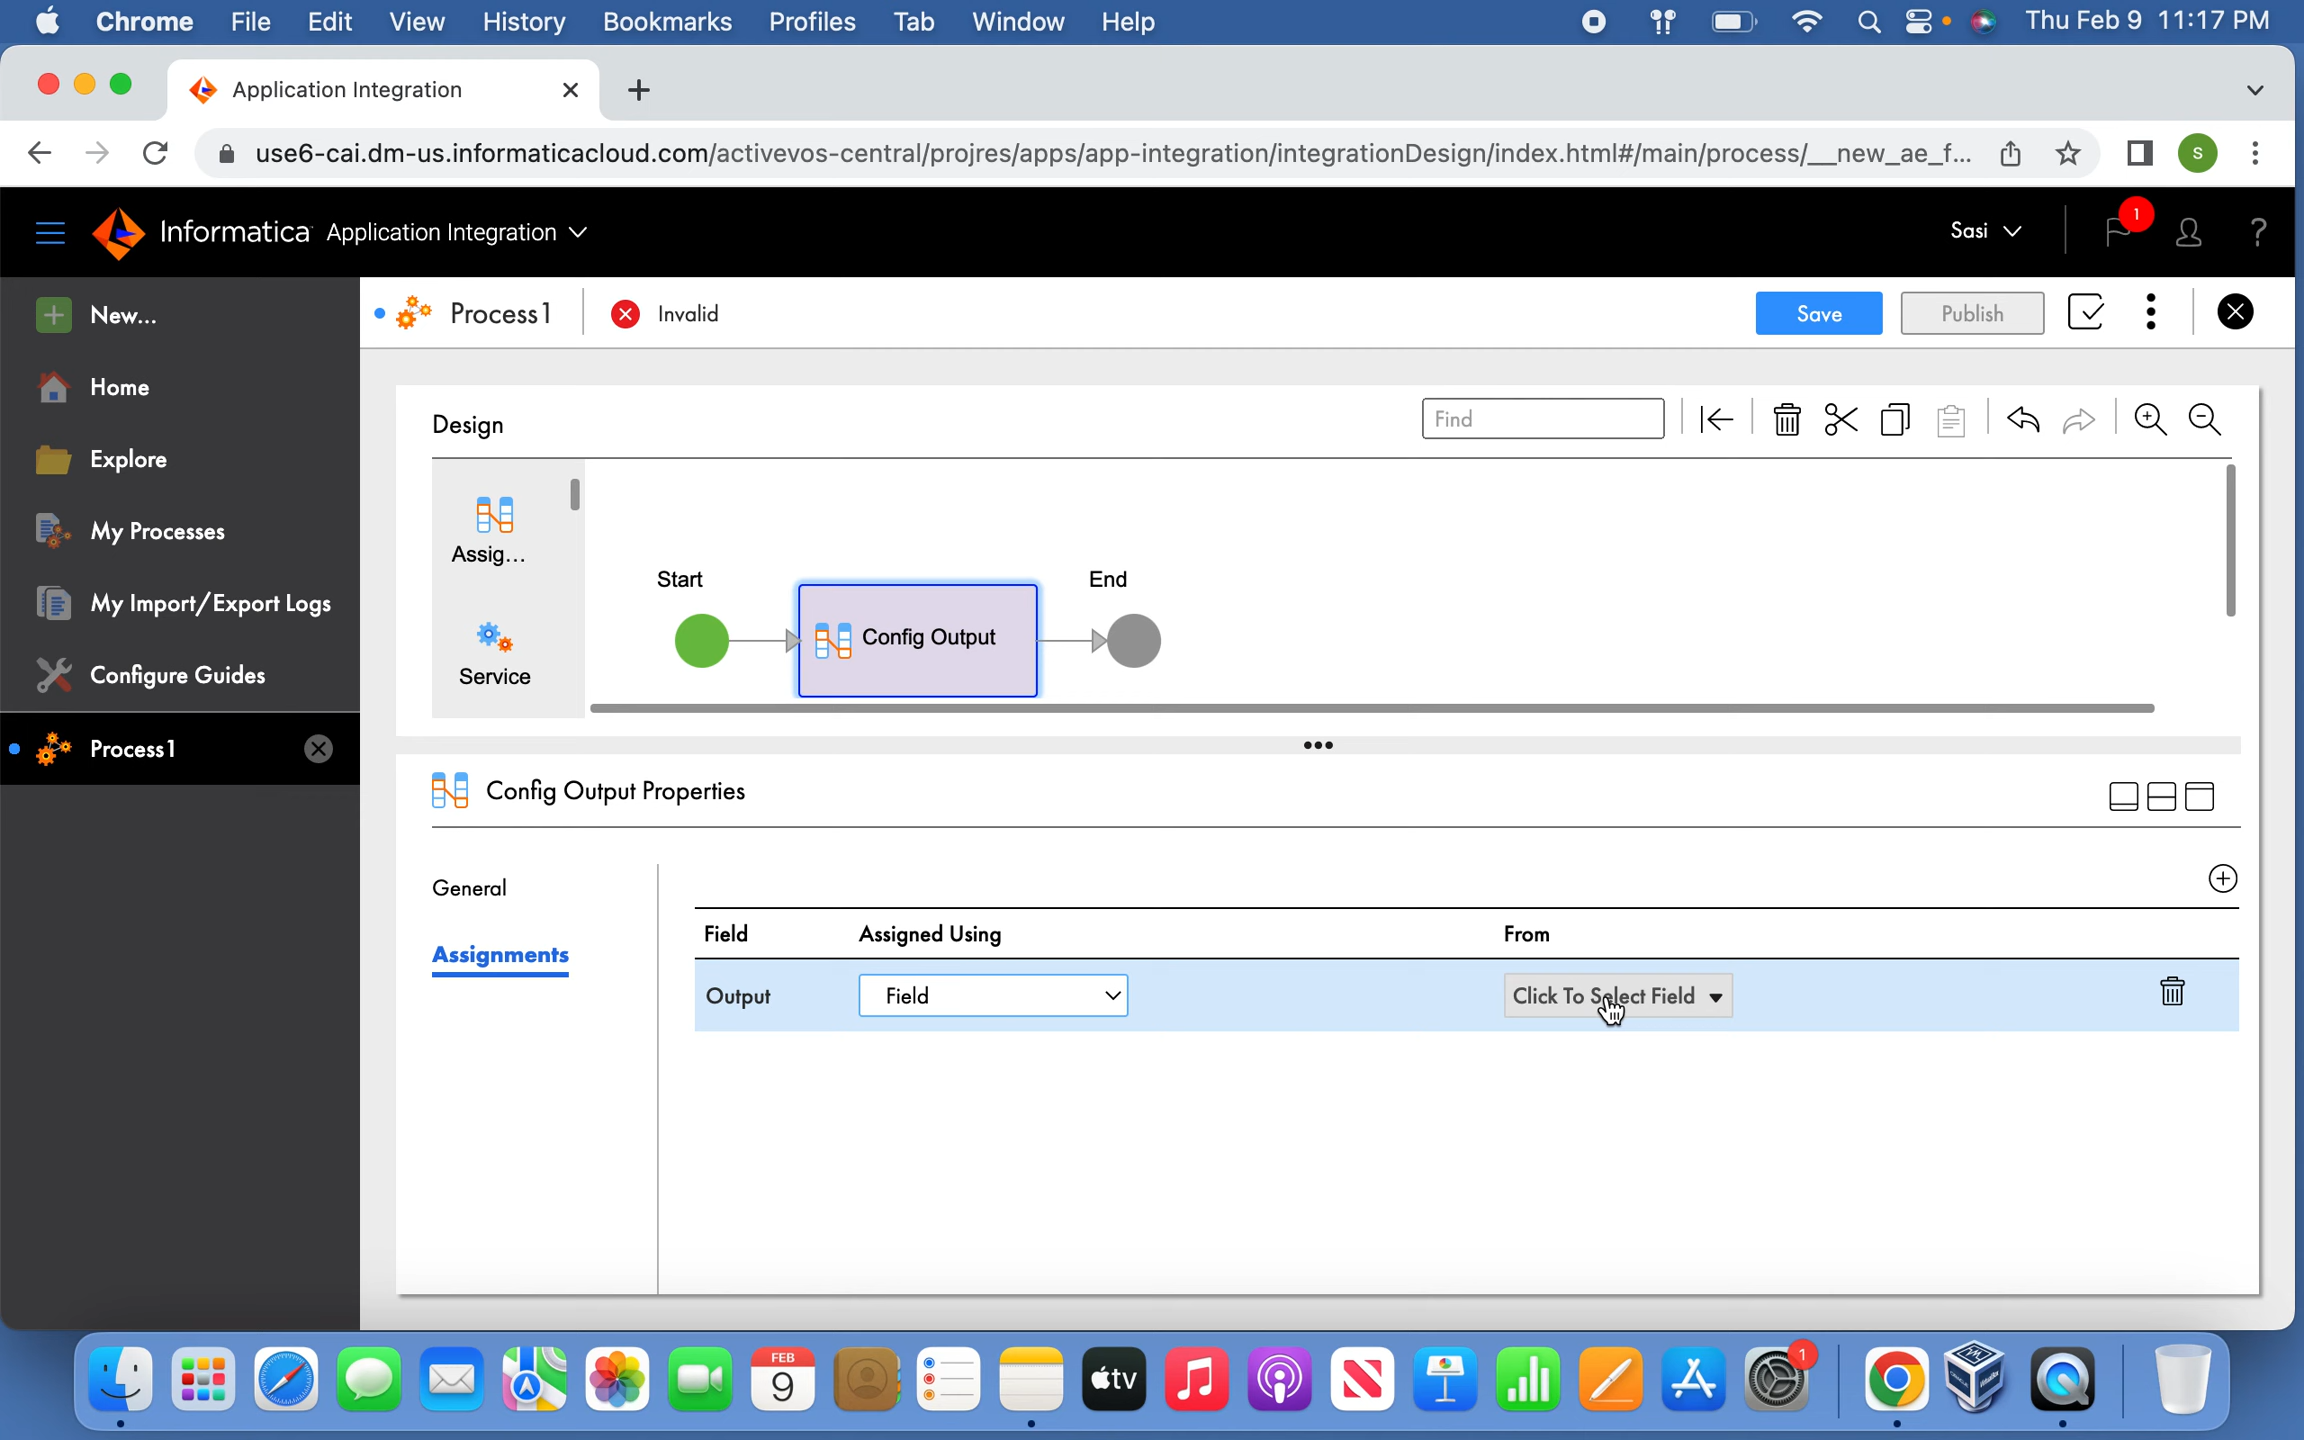 Chrome File Edit View History Bookmarks Profiles Tab Window Help Thu Feb 9 11:17 PM
Application Integration
use6-cai.dm-us.informaticacloud.com/activevos-central/projres/apps/app-integration/integrationDesign/index.html#/main/process/__new_ae_f... S
Informatica Application Integration Sasi 1 ?
New...
Home
Explore
My Processes
My Import/Export Logs
Configure Guides
Process1
Process1 Invalid Save Publish
Design Find
Assig...
Service
Start
Config Output
End
Config Output Properties
General
Assignments
Field Assigned Using From
Output Field Click To Select Field
FEB
9
tv
1